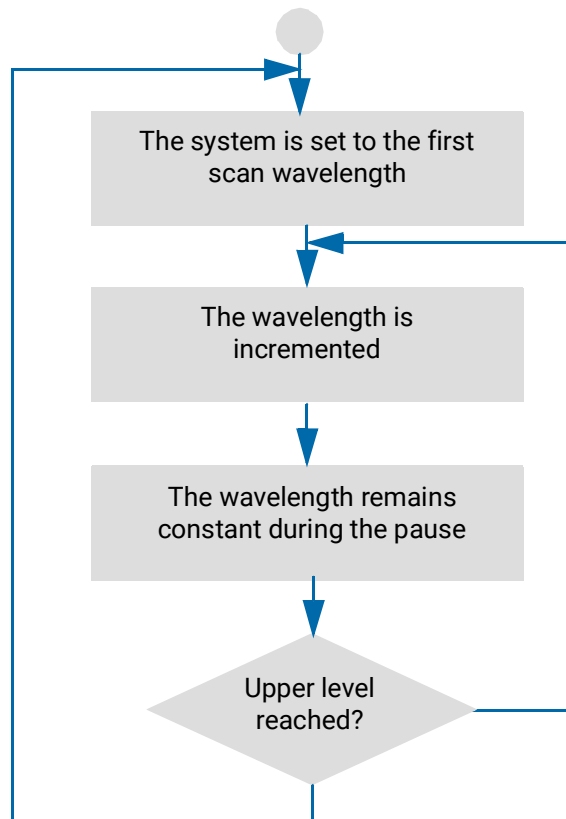 The system is set to the first
scan wavelength
The wavelength is
incremented
The wavelength remains
constant during the pause
Upper level
reached?